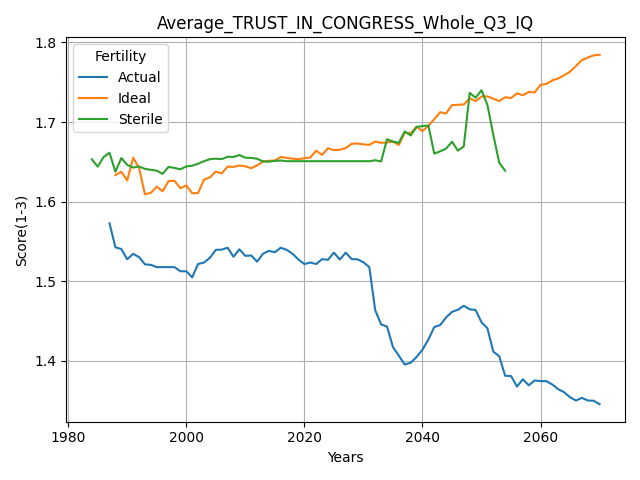 Average_TRUST_IN_CONGRESS_Whole_Q3_IQ
Fertility
Actual
Ideal
Sterile
Score(1-3)
1.8
1.7
1.6
1.5
1.4
1980
2000
2020
2040
2060
Years